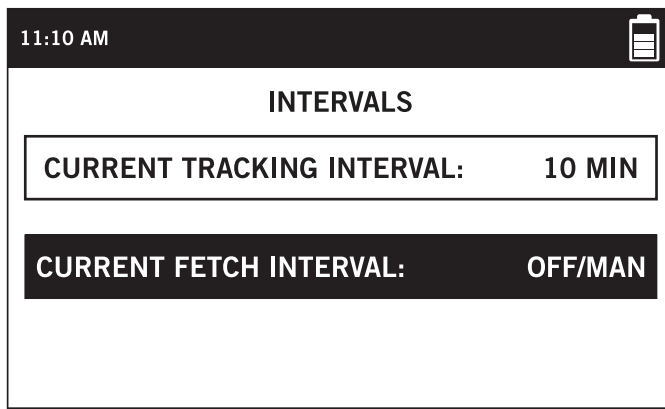 11:10 AM
INTERVALS
CURRENT TRACKING INTERVAL: 10 MIN
CURRENT FETCH INTERVAL: OFF/MAN